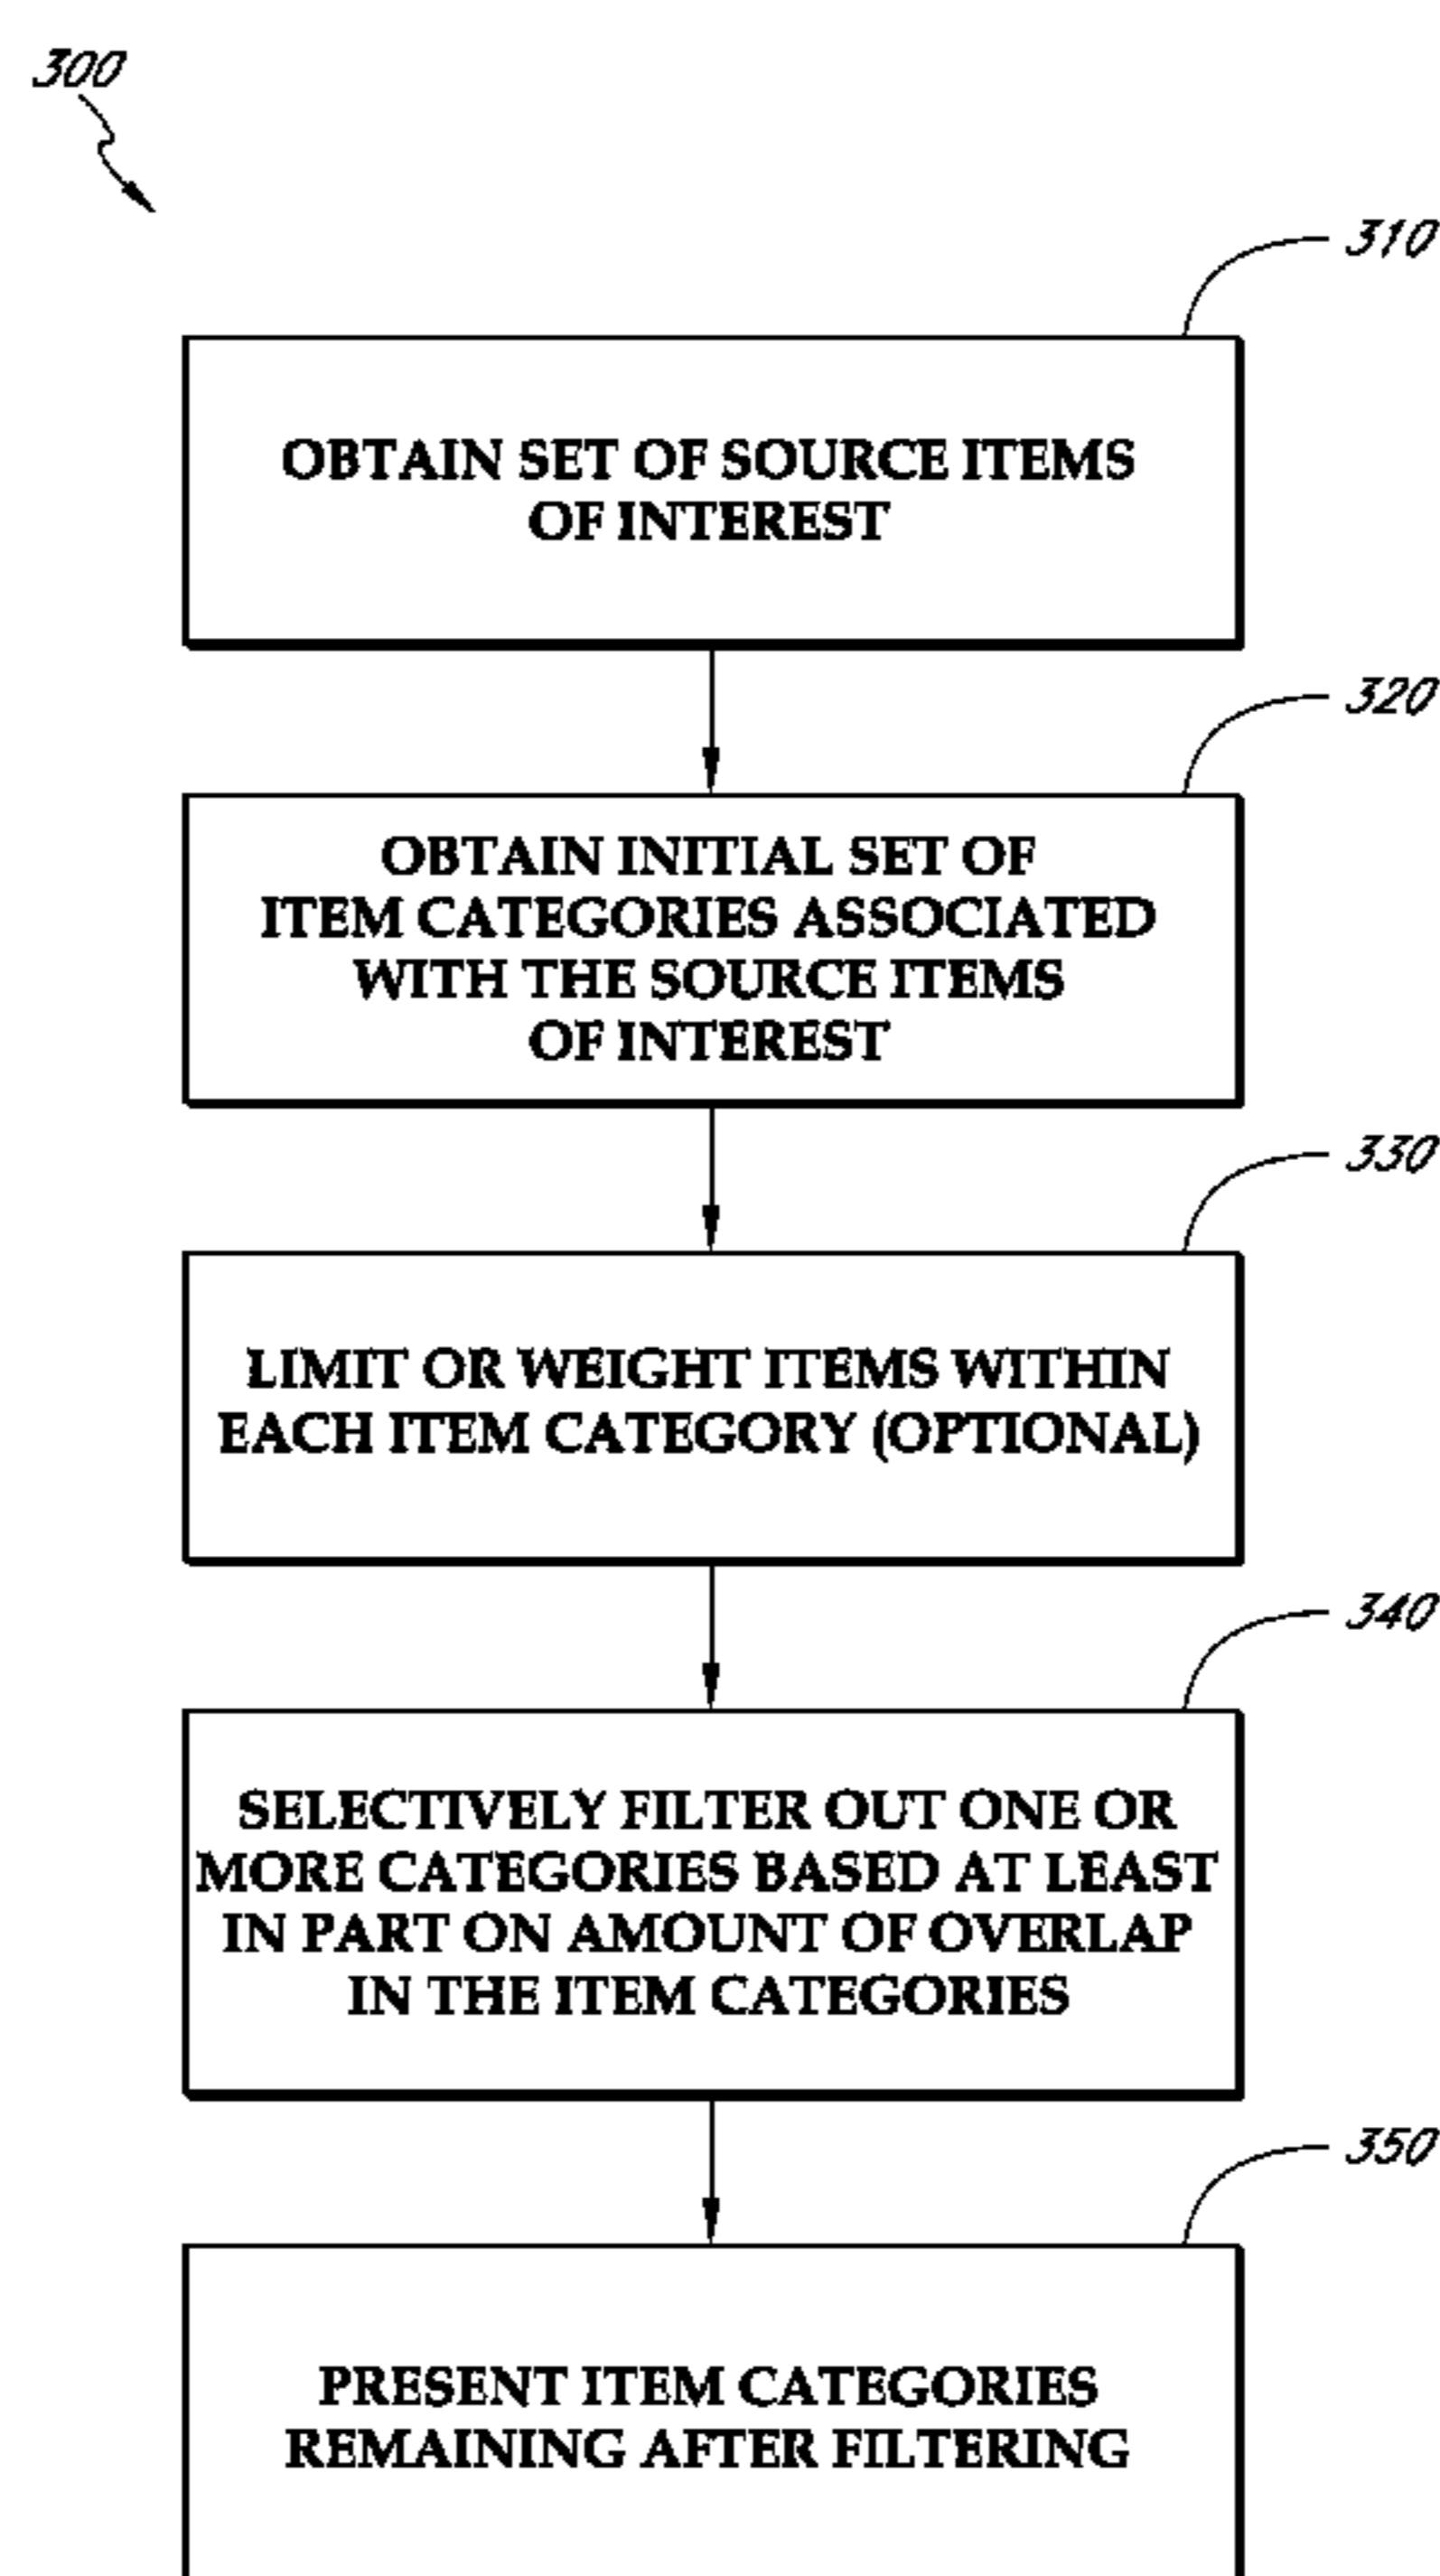 300
310
OBTAIN SET OF SOURCE ITEMS
OF INTEREST
320
OBTAIN INITIAL SET OF
ITEM CATEGORIES ASSOCIATED
WITH THE SOURCE ITEMS
OF INTEREST
330
LIMIT OR WEIGHT ITEMS WITHIN
EACH ITEM CATEGORY (OPTIONAL)
340
SELECTIVELY FILTER OUT ONE OR
MORE CATEGORIES BASED AT LEAST
IN PART ON AMOUNT OF OVERLAP
IN THE ITEM CATEGORIES
350
PRESENT ITEM CATEGORIES
REMAINING AFTER FILTERING